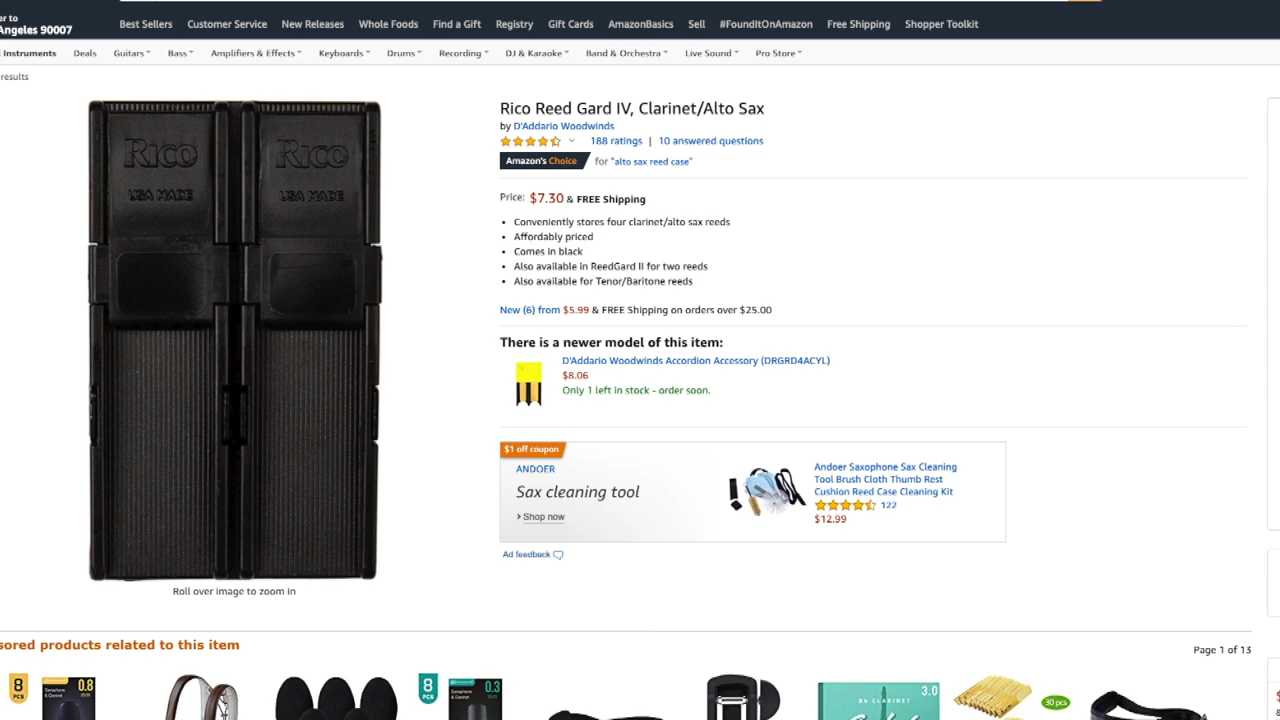 er to
Angeles 90007
Best Sellers Customer Service New Releases Whole Foods Find a Gift Registry Gift Cards AmazonBasics Sell #FoundItOnAmazon Free Shipping Shopper Toolkit
Instruments Deals Guitars Bass Amplifiers & Effects Keyboards Drums Recording DJ & Karaoke Band & Orchestra Live Sound Pro Store
results
RICO RICO
USA MADE USA MADE
Roll over image to zoom in
Rico Reed Gard IV, Clarinet/Alto Sax
by D'Addario Woodwinds
188 ratings | 10 answered questions
Amazon's Choice for "alto sax reed case"
Price: $7.30 & FREE Shipping
• Conveniently stores four clarinet/alto sax reeds
• Affordably priced
• Comes in black
• Also available in ReedGard II for two reeds
• Also available for Tenor/Baritone reeds
New (6) from $5.99 & FREE Shipping on orders over $25.00
There is a newer model of this item:
D'Addario Woodwinds Accordion Accessory (DRGRD4ACYL)
$8.06
Only 1 left in stock - order soon.
$1 off coupon
ANDOER
Sax cleaning tool
Shop now
Andoer Saxophone Sax Cleaning
Tool Brush Cloth Thumb Rest
Cushion Reed Case Cleaning Kit
122
$12.99
Ad feedback
sored products related to this item
Page 1 of 13
8
PCB
0.8
8
PCB
0.3
Bb CLARINET
3.0
30 pcs